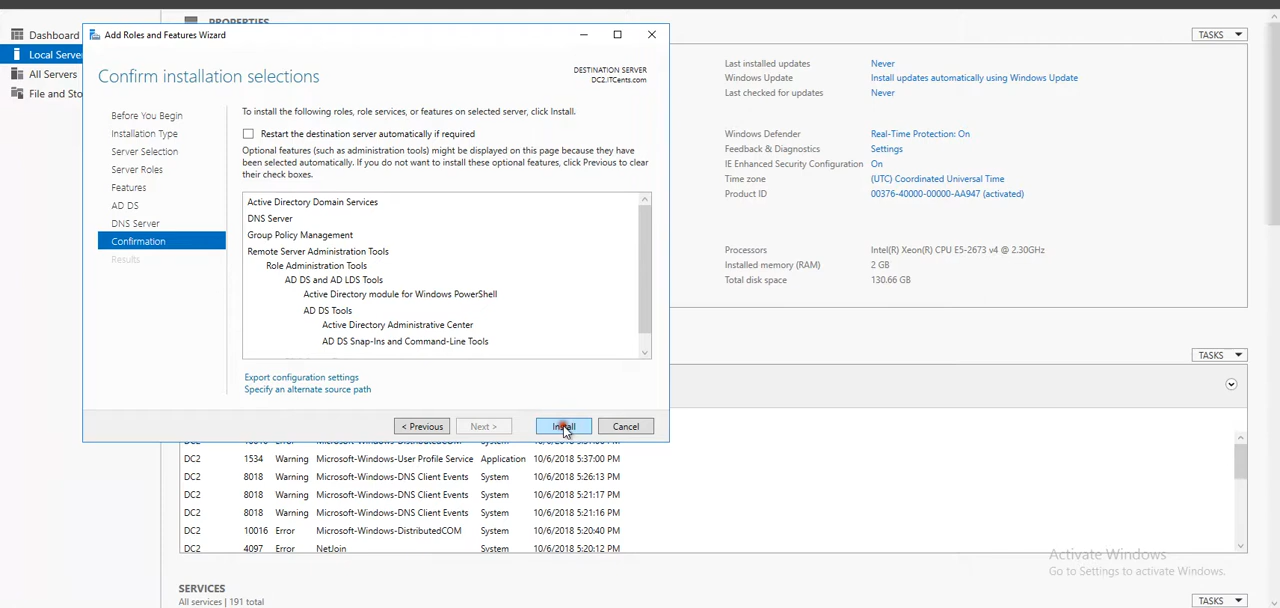 PROPERTIES
TASKS
Dashboard
Local Serve
All Servers
File and Sto
Add Roles and Features Wizard
Confirm installation selections
DESTINATION SERVER
DC2.ITCents.com
Before You Begin
Installation Type
Server Selection
Server Roles
Features
AD DS
DNS Server
Confirmation
Results
To install the following roles, role services, or features on selected server, click Install.
Restart the destination server automatically if required
Optional features (such as administration tools) might be displayed on this page because they have
been selected automatically. If you do not want to install these optional features, click Previous to clear
their check boxes.
Active Directory Domain Services
DNS Server
Group Policy Management
Remote Server Administration Tools
Role Administration Tools
AD DS and AD LDS Tools
Active Directory module for Windows PowerShell
AD DS Tools
Active Directory Administrative Center
AD DS Snap-Ins and Command-Line Tools
Export configuration settings
Specify an alternate source path
< Previous
Next >
Install
Cancel
Last installed updates Never
Windows Update Install updates automatically using Windows Update
Last checked for updates Never
Windows Defender Real-Time Protection: On
Feedback & Diagnostics Settings
IE Enhanced Security Configuration On
Time zone (UTC) Coordinated Universal Time
Product ID 00376-40000-00000-AA947 (activated)
Processors Intel(R) Xeon(R) CPU E5-2673 v4 @ 2.30GHz
Installed memory (RAM) 2 GB
Total disk space 130.66 GB
TASKS
DC2 1534 Warning Microsoft-Windows-User Profile Service Application 10/6/2018 5:37:00 PM
DC2 8018 Warning Microsoft-Windows-DNS Client Events System 10/6/2018 5:26:13 PM
DC2 8018 Warning Microsoft-Windows-DNS Client Events System 10/6/2018 5:21:17 PM
DC2 8018 Warning Microsoft-Windows-DNS Client Events System 10/6/2018 5:21:16 PM
DC2 10016 Error Microsoft-Windows-DistributedCOM System 10/6/2018 5:20:40 PM
DC2 4097 Error NetJoin System 10/6/2018 5:20:12 PM
Activate Windows
Go to Settings to activate Windows.
SERVICES
All services | 191 total
TASKS